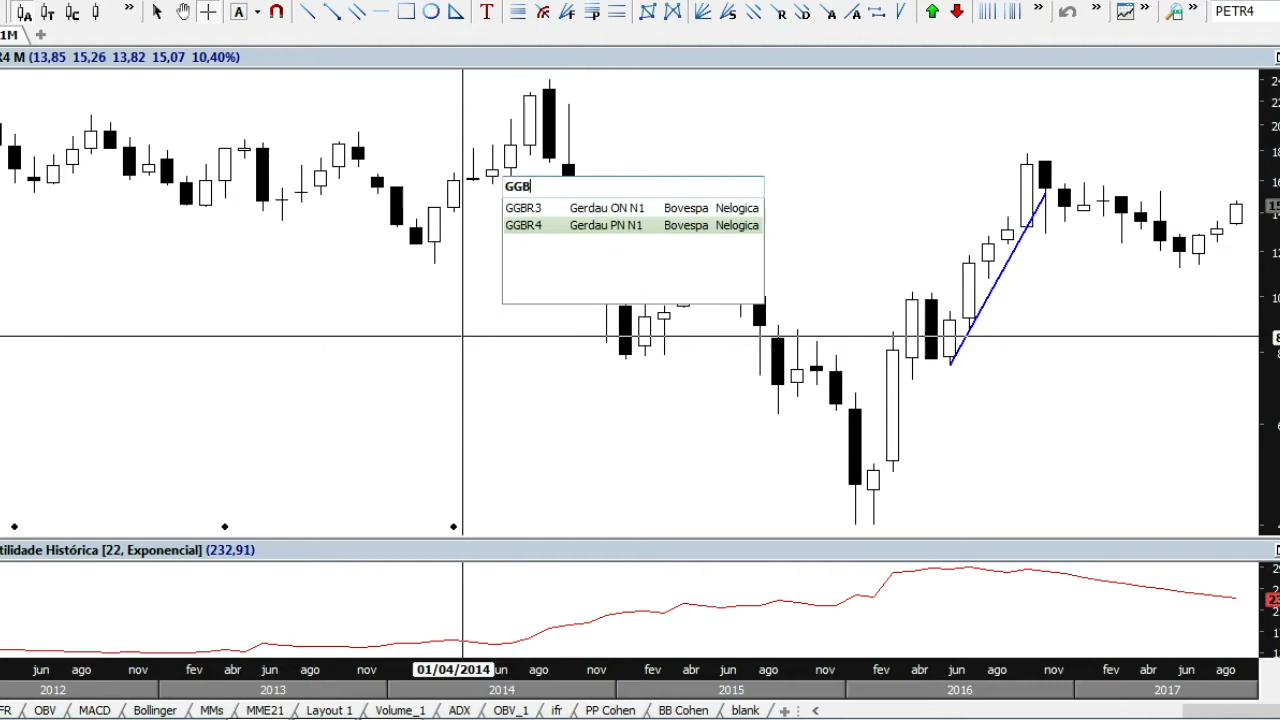 A T C A T F P S R D A A PETR4
1M
R4 M (13,85 15,26 13,82 15,07 10,40%)
GGB
GGBR3 Gerdau ON N1 Bovespa Nelogica
GGBR4 Gerdau PN N1 Bovespa Nelogica
tilidade Histórica [22, Exponencial] (232,91)
jun ago nov fev abr jun ago nov 01/04/2014 un ago nov fev abr jun ago nov fev abr jun ago nov fev abr jun ago
2012 2013 2014 2015 2016 2017
FR OBV MACD Bollinger MMs MME21 Layout 1 Volume_1 ADX OBV_1 ifr PP Cohen BB Cohen blank